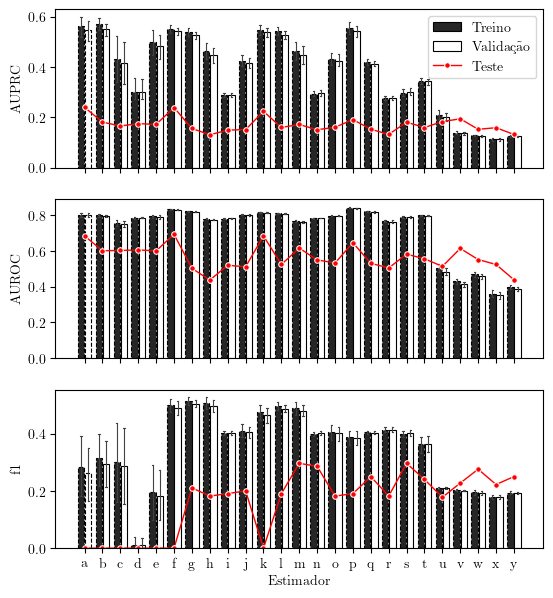 0.6
0.4
0.2
0.0
AUPRC
Treino
Validação
Teste
0.8
0.6
0.4
0.2
0.0
AUROC
0.4
0.2
0.0
f1
a b c d e f g h i j k l m n o p q r s t u v w x y
Estimador